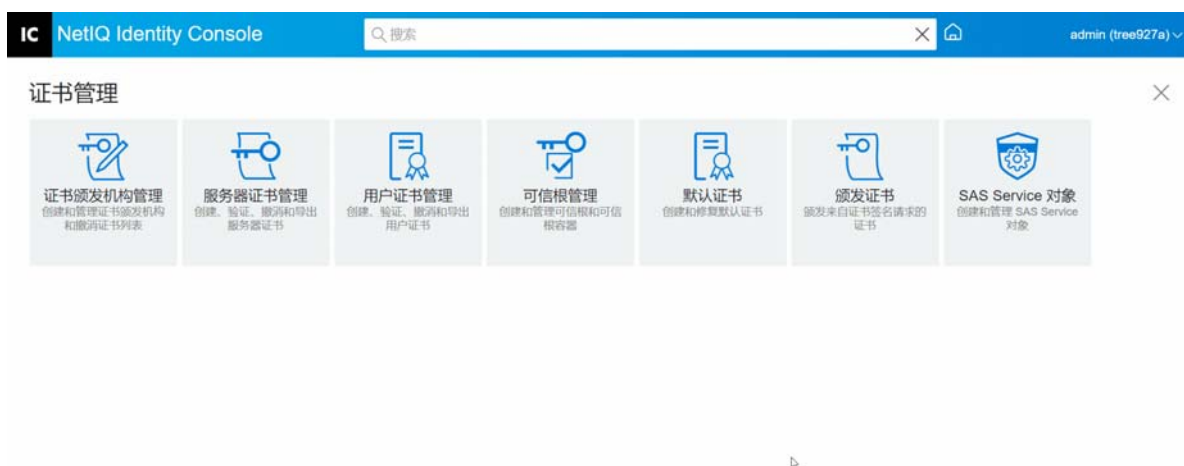 IC NetIQ Identity Console 搜索 admin (tree927a)
证书管理
证书颁发机构管理
创建和管理证书颁发机构
和撤消证书列表
服务器证书管理
创建、验证、撤消和导出
服务器证书
用户证书管理
创建、验证、撤消和导出
用户证书
可信根管理
创建和管理可信根和可信
根容器
默认证书
创建和修复默认证书
颁发证书
颁发来自证书签名请求的
证书
SAS Service 对象
创建和管理 SAS Service
对象